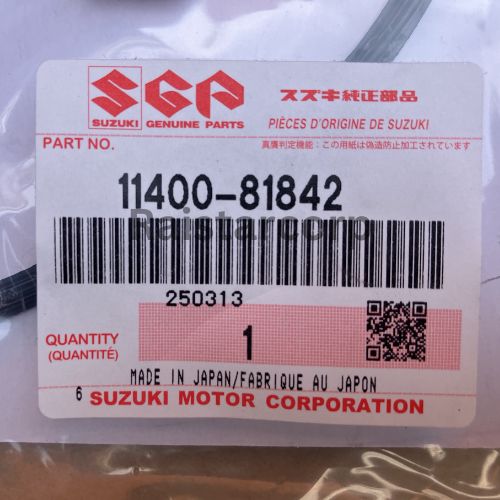 SGP
SUZUKI GENUINE PARTS
スズキ純正部品
PIÈCES D'ORIGINE DE SUZUKI
PART NO.
真贋判定機能：この用紙は偽造防止加工されています
11400-81842
Raistarcorp
250313
QUANTITY
(QUANTITÉ)
1
MADE IN JAPAN/FABRIQUE AU JAPON
6
SUZUKI MOTOR CORPORATION